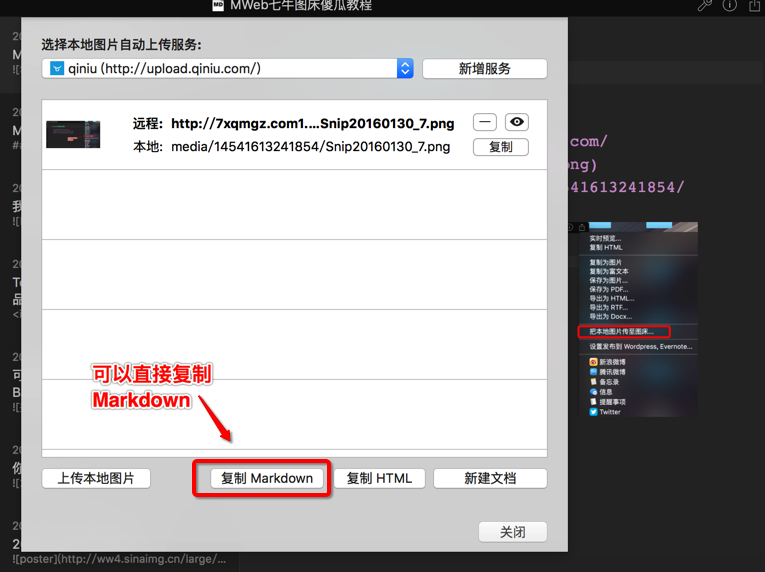 MWeb七牛图床傻瓜教程
选择本地图片自动上传服务:
qiniu (http://upload.qiniu.com/)
新增服务
远程: http://7xqmgz.com1....Snip20160130_7.png
本地: media/14541613241854/Snip20160130_7.png
复制
com/
ng)
41613241854/
实时预览...
复制 HTML
复制为图片
复制为富文本
保存为图片...
保存为 PDF...
导出为 HTML...
导出为 RTF...
导出为 Docx...
把本地图片传至图床...
设置发布到 Wordpress, Evernote...
新浪微博
腾讯微博
备忘录
信息
提醒事项
Twitter
可以直接复制
Markdown
上传本地图片
复制 Markdown
复制 HTML
新建文档
关闭
![poster](http://ww4.sinaimg.cn/large/...